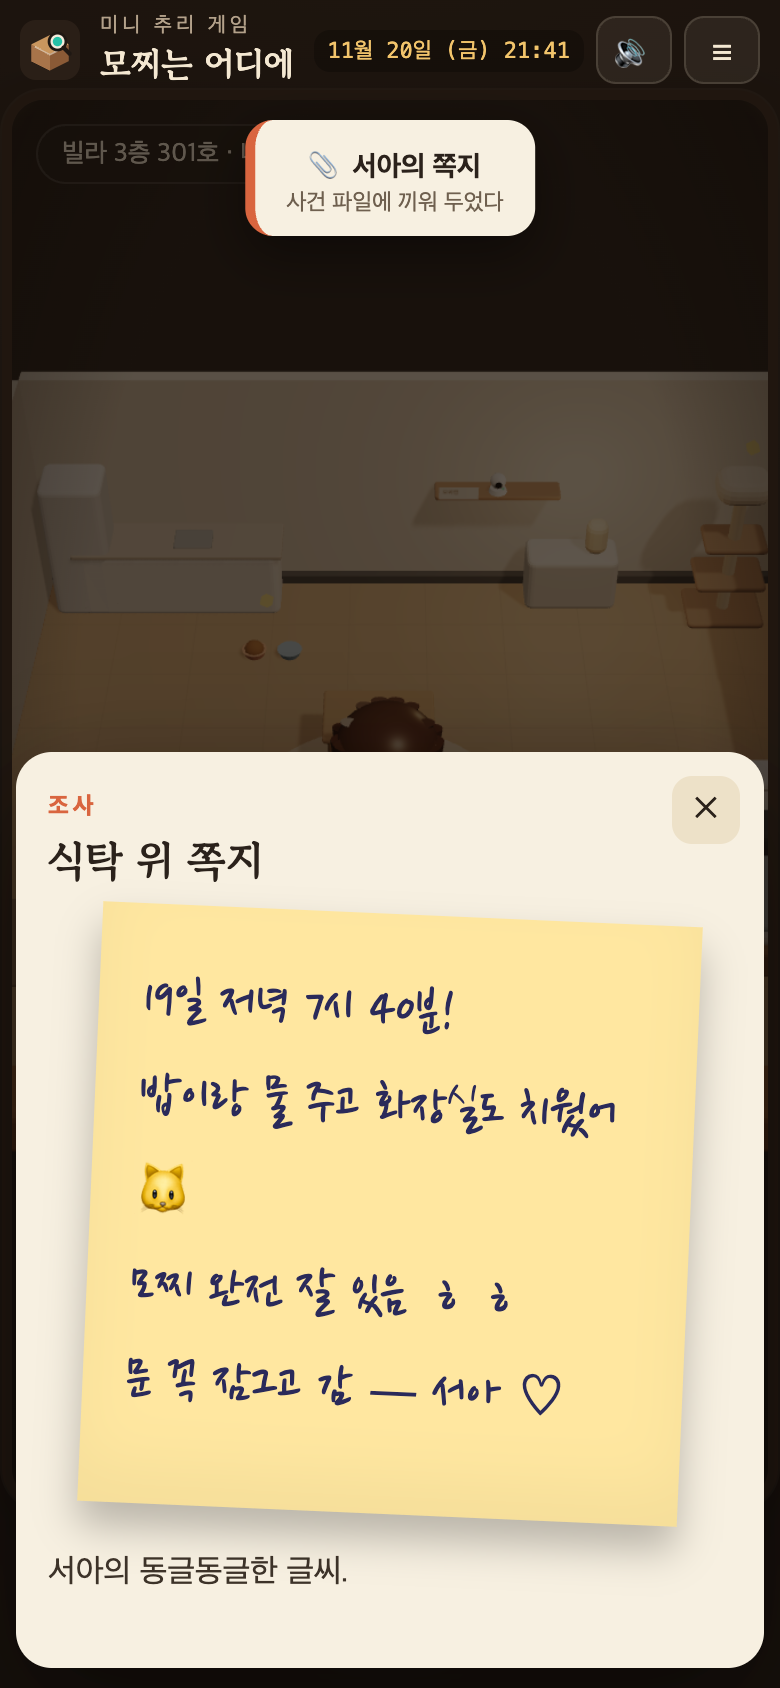 미니 추리 게임
모찌는 어디에
11월 20일 (금) 21:41
빌라 3층 301호 ·
서아의 쪽지
사건 파일에 끼워 두었다
조사
식탁 위 쪽지
19일 저녁 7시 40분!
밥이랑 물 주고 화장실도 치웠어
🐱
모찌 완전 잘 있음 ㅎ ㅎ
문 꼭 잠그고 감 — 서아 ♡
서아의 동글동글한 글씨.